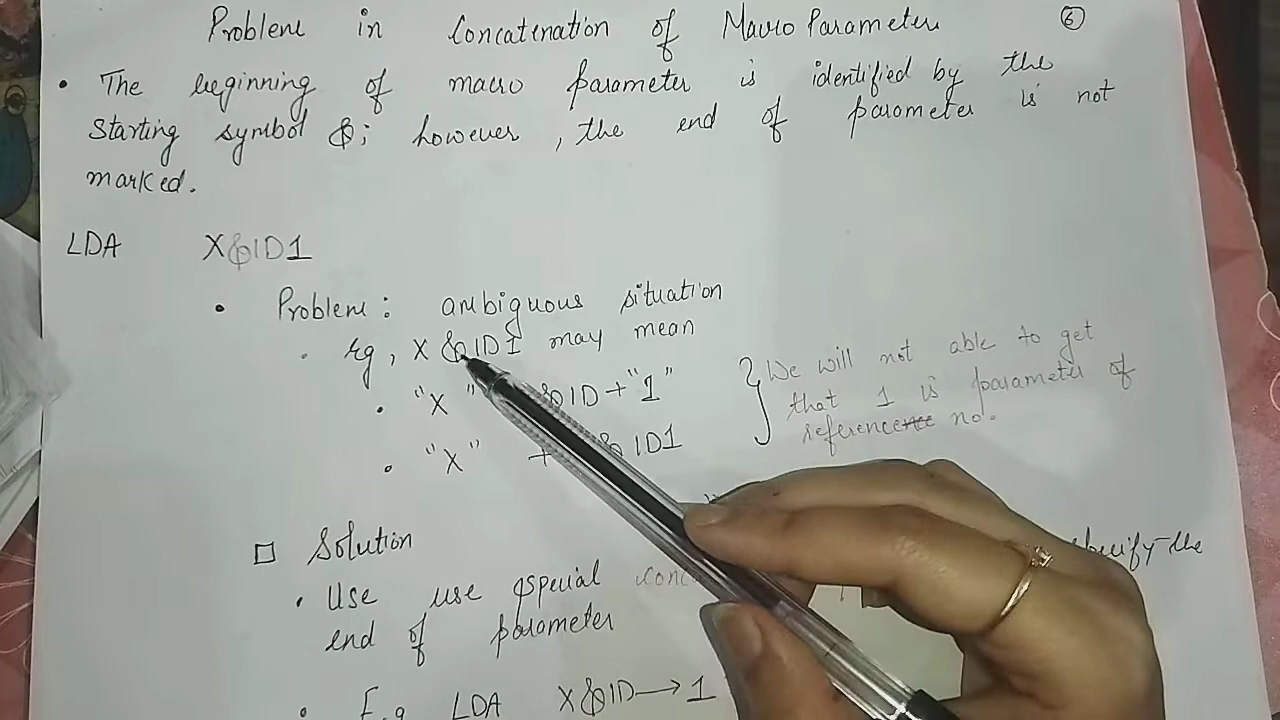 Problem in Concatenation of Macro Parameter 6
• The beginning of macro parameter is identified by the
starting symbol &; however, the end of parameter is not
marked.
LDA X&ID1
• Problem: ambiguous situation
• eg, X &ID1 may mean
• "X" &ID+"1"
• "X" + &ID1
} We will not able to get
that 1 is parameter of
reference no.
□ Solution
• Use use special specify the
end of parameter
• E.g LDA X&ID→1